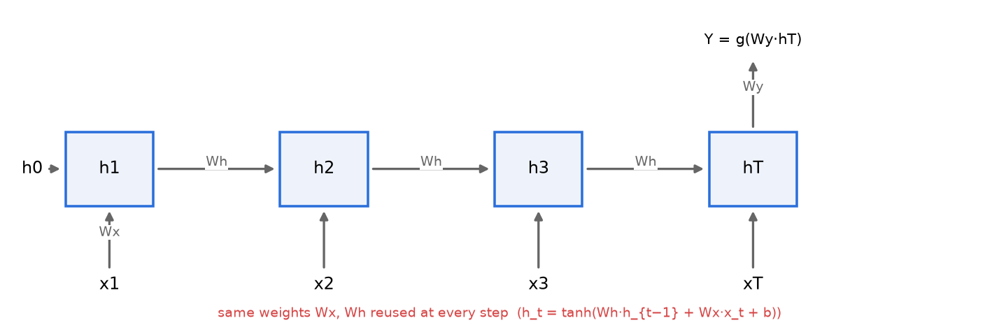 Y = g(Wy·hT)
Wy
h0
h1
Wh
h2
Wh
h3
Wh
hT
Wx
x1
x2
x3
xT
same weights Wx, Wh reused at every step  (h_t = tanh(Wh·h_{t−1} + Wx·x_t + b))